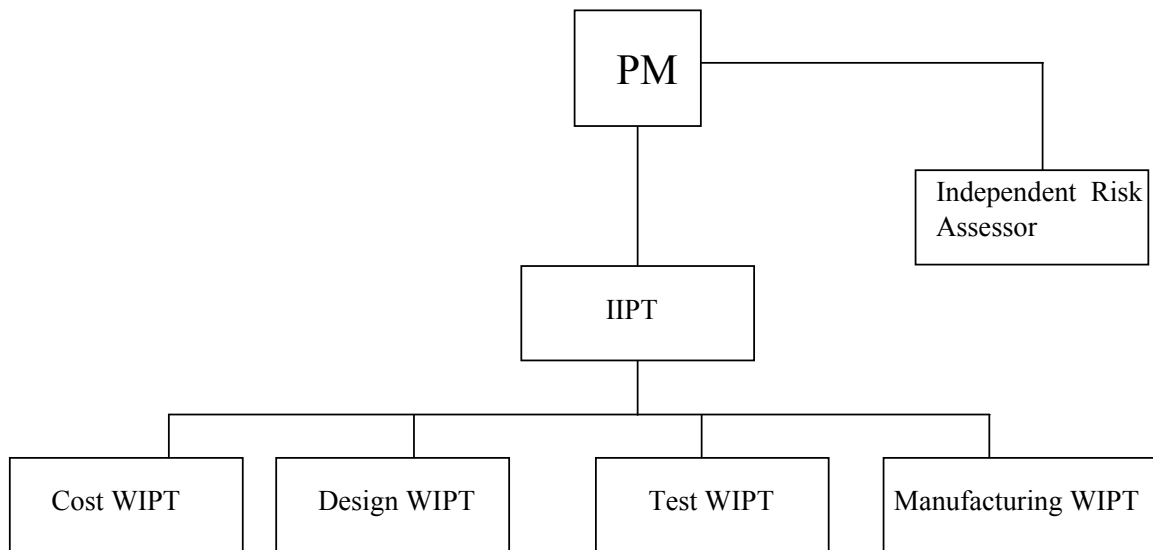 PM
Independent Risk
Assessor
IIPT
Cost WIPT
Design WIPT
Test WIPT
Manufacturing WIPT